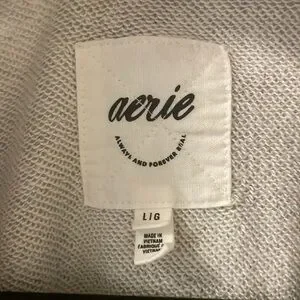 aerie
ALWAYS AND FOREVER REAL
L/G
MADE IN
VIETNAM
FABRIQUÉ AU
VIETNAM